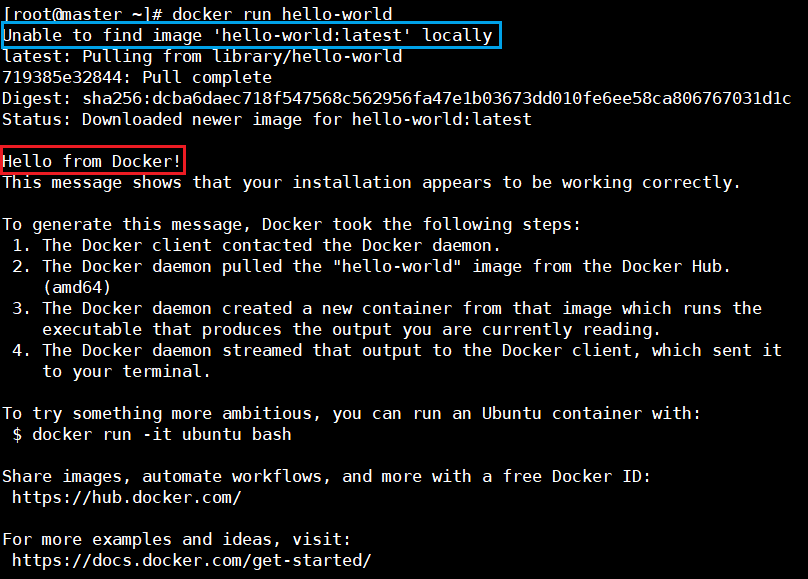 [root@master ~]# docker run hello-world
Unable to find image 'hello-world:latest' locally
latest: Pulling from library/hello-world
719385e32844: Pull complete
Digest: sha256:dcba6daec718f547568c562956fa47e1b03673dd010fe6ee58ca806767031d1c
Status: Downloaded newer image for hello-world:latest
Hello from Docker!
This message shows that your installation appears to be working correctly.
To generate this message, Docker took the following steps:
1. The Docker client contacted the Docker daemon.
2. The Docker daemon pulled the "hello-world" image from the Docker Hub.
(amd64)
3. The Docker daemon created a new container from that image which runs the
executable that produces the output you are currently reading.
4. The Docker daemon streamed that output to the Docker client, which sent it
to your terminal.
To try something more ambitious, you can run an Ubuntu container with:
$ docker run -it ubuntu bash
Share images, automate workflows, and more with a free Docker ID:
https://hub.docker.com/
For more examples and ideas, visit:
https://docs.docker.com/get-started/